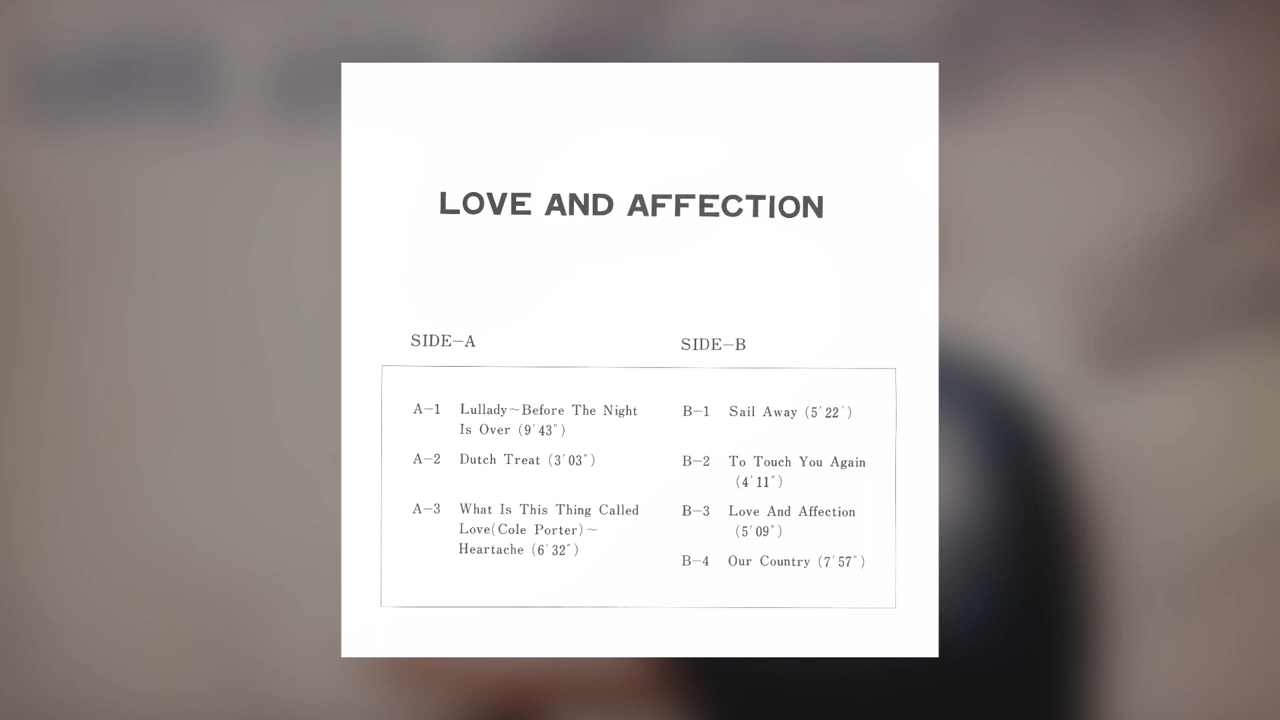 LOVE AND AFFECTION
SIDE—A
A—1 Lullady～Before The Night
Is Over (9′43″)
A—2 Dutch Treat (3′03″)
A—3 What Is This Thing Called
Love(Cole Porter)～
Heartache (6′32″)
SIDE—B
B—1 Sail Away (5′22′)
B—2 To Touch You Again
(4′11″)
B—3 Love And Affection
(5′09″)
B—4 Our Country (7′57″)